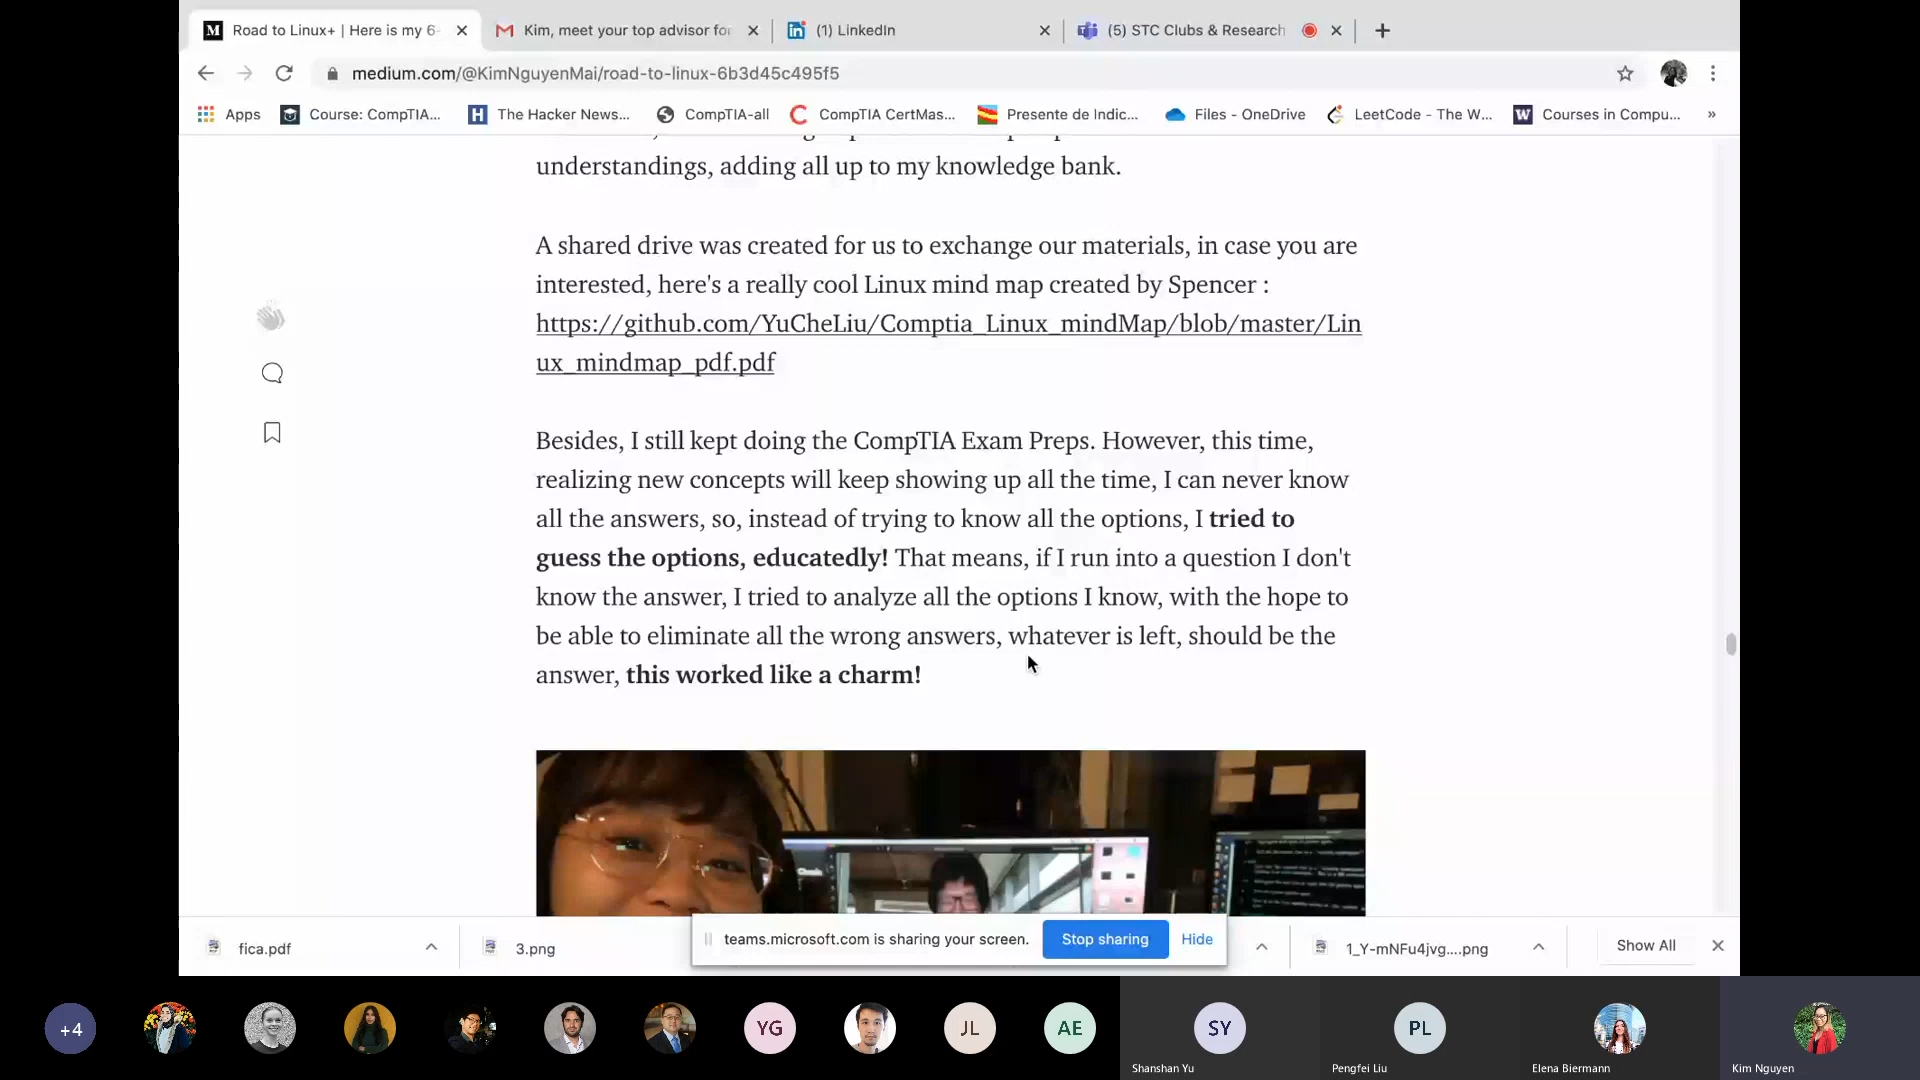 Road to Linux+ | Here is my 6-
Kim, meet your top advisor for
(1) LinkedIn
(5) STC Clubs & Research
medium.com/@KimNguyenMai/road-to-linux-6b3d45c495f5
Apps
Course: CompTIA...
The Hacker News...
CompTIA-all
CompTIA CertMas...
Presente de Indic...
Files - OneDrive
LeetCode - The W...
Courses in Compu...
»
understandings, adding all up to my knowledge bank.
A shared drive was created for us to exchange our materials, in case you are
interested, here's a really cool Linux mind map created by Spencer :
https://github.com/YuCheLiu/Comptia_Linux_mindMap/blob/master/Lin
ux_mindmap_pdf.pdf
Besides, I still kept doing the CompTIA Exam Preps. However, this time,
realizing new concepts will keep showing up all the time, I can never know
all the answers, so, instead of trying to know all the options, I tried to
guess the options, educatedly! That means, if I run into a question I don't
know the answer, I tried to analyze all the options I know, with the hope to
be able to eliminate all the wrong answers, whatever is left, should be the
answer, this worked like a charm!
fica.pdf
3.png
teams.microsoft.com is sharing your screen.
Stop sharing
Hide
1_Y-mNFu4jvg....png
Show All
+4
YG
JL
AE
SY
PL
Shanshan Yu
Pengfei Liu
Elena Biermann
Kim Nguyen